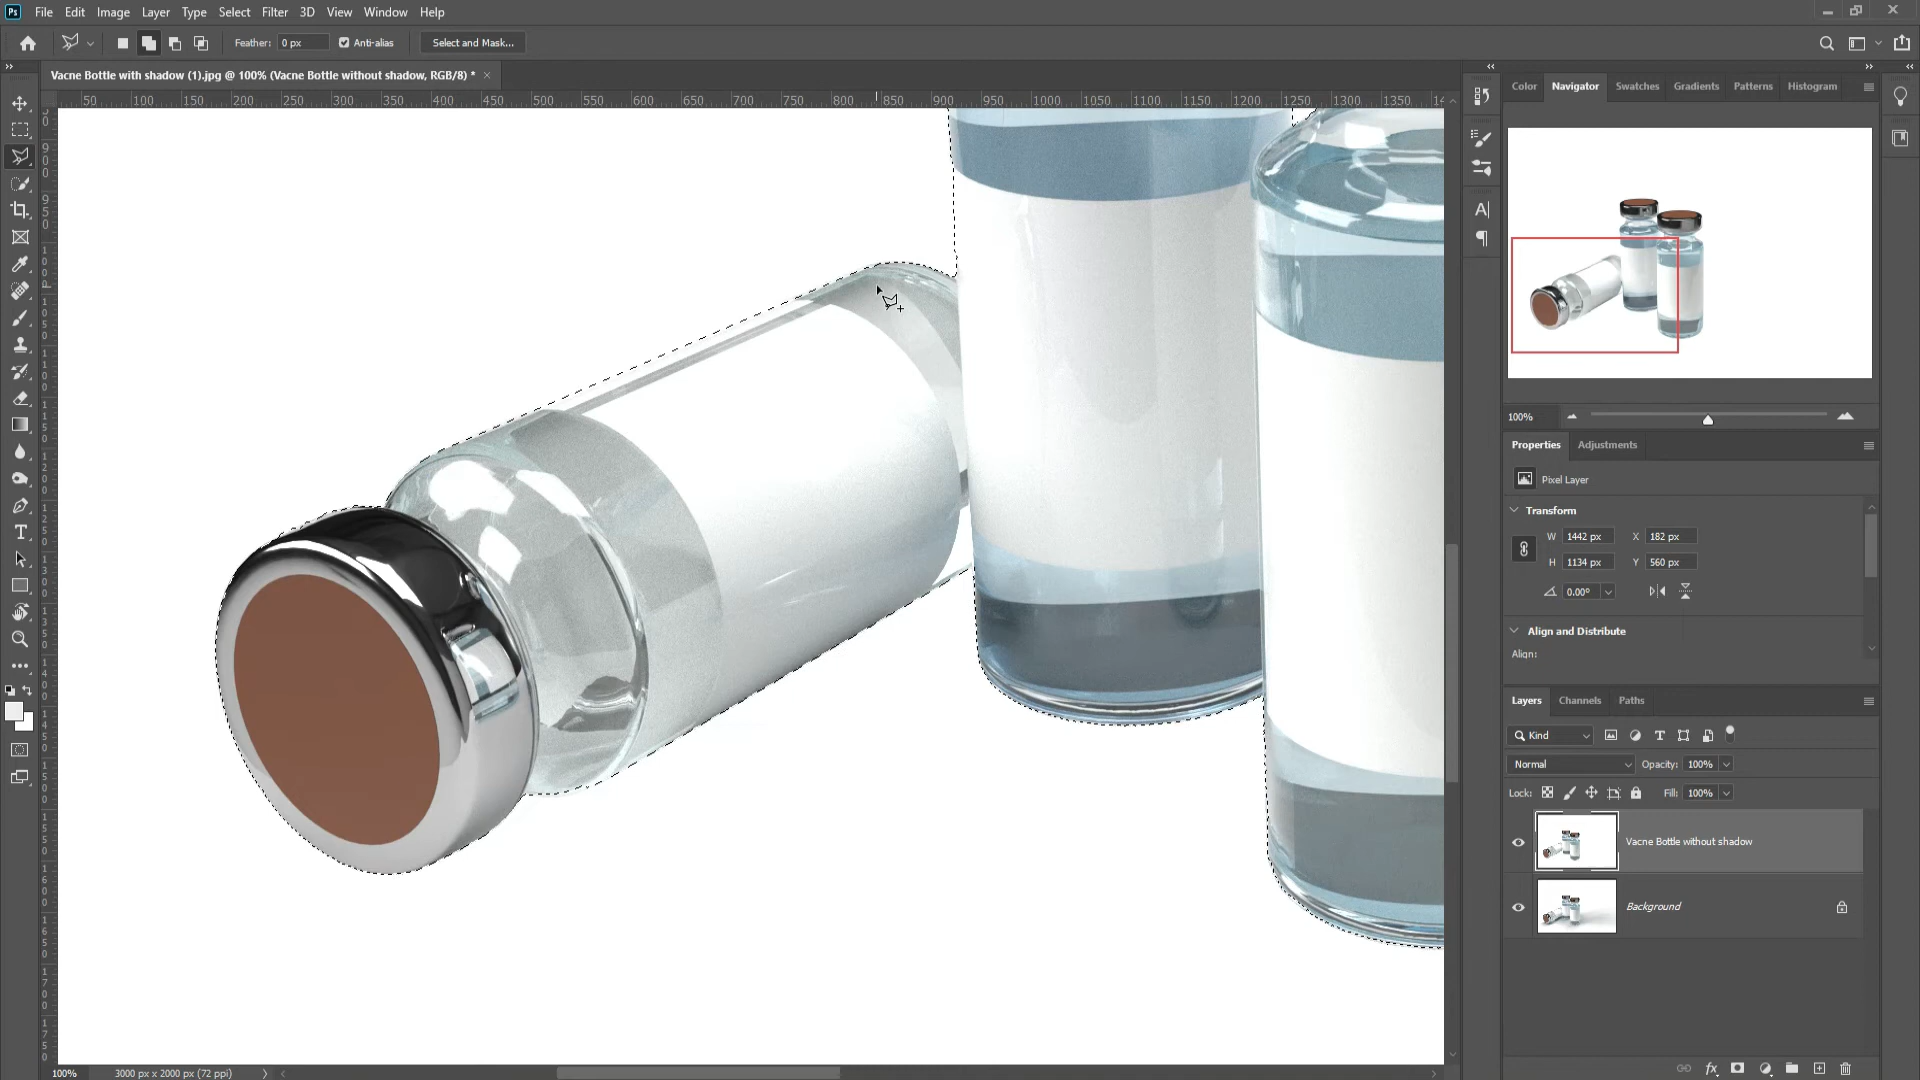 Ps File Edit Image Layer Type Select Filter 3D View Window Help
Feather: 0 px Anti-alias Select and Mask...
Vacne Bottle with shadow (1).jpg @ 100% (Vacne Bottle without shadow, RGB/8) * ×
50 100 150 200 250 300 350 400 450 500 550 600 650 700 750 800 850 900 950 1000 1050 1100 1150 1200 1250 1300 1350
Color Navigator Swatches Gradients Patterns Histogram
100%
Properties Adjustments
Pixel Layer
Transform
W 1442 px X 182 px
H 1134 px Y 560 px
0.00°
Align and Distribute
Align:
Layers Channels Paths
Kind
Normal Opacity: 100%
Lock: Fill: 100%
Vacne Bottle without shadow
Background
fx
100% 3000 px x 2000 px (72 ppi)